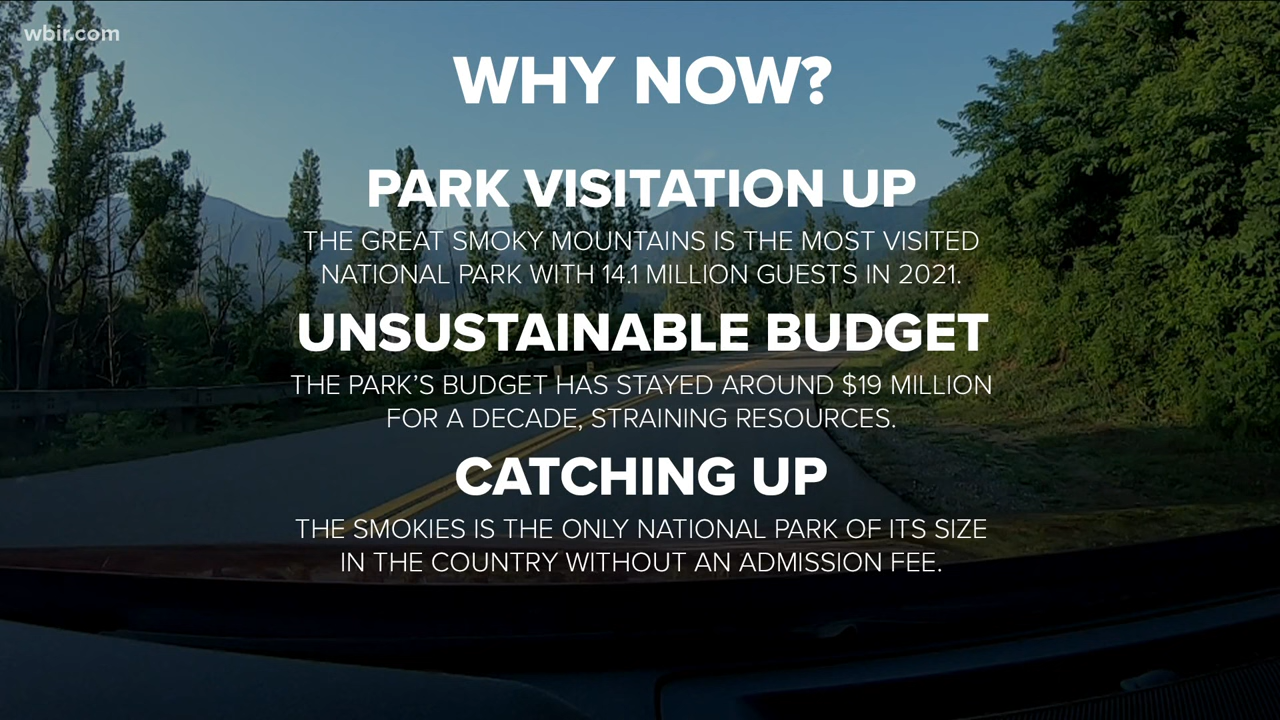 wbir.com
WHY NOW?
PARK VISITATION UP
THE GREAT SMOKY MOUNTAINS IS THE MOST VISITED
NATIONAL PARK WITH 14.1 MILLION GUESTS IN 2021.
UNSUSTAINABLE BUDGET
THE PARK'S BUDGET HAS STAYED AROUND $19 MILLION
FOR A DECADE, STRAINING RESOURCES.
CATCHING UP
THE SMOKIES IS THE ONLY NATIONAL PARK OF ITS SIZE
IN THE COUNTRY WITHOUT AN ADMISSION FEE.